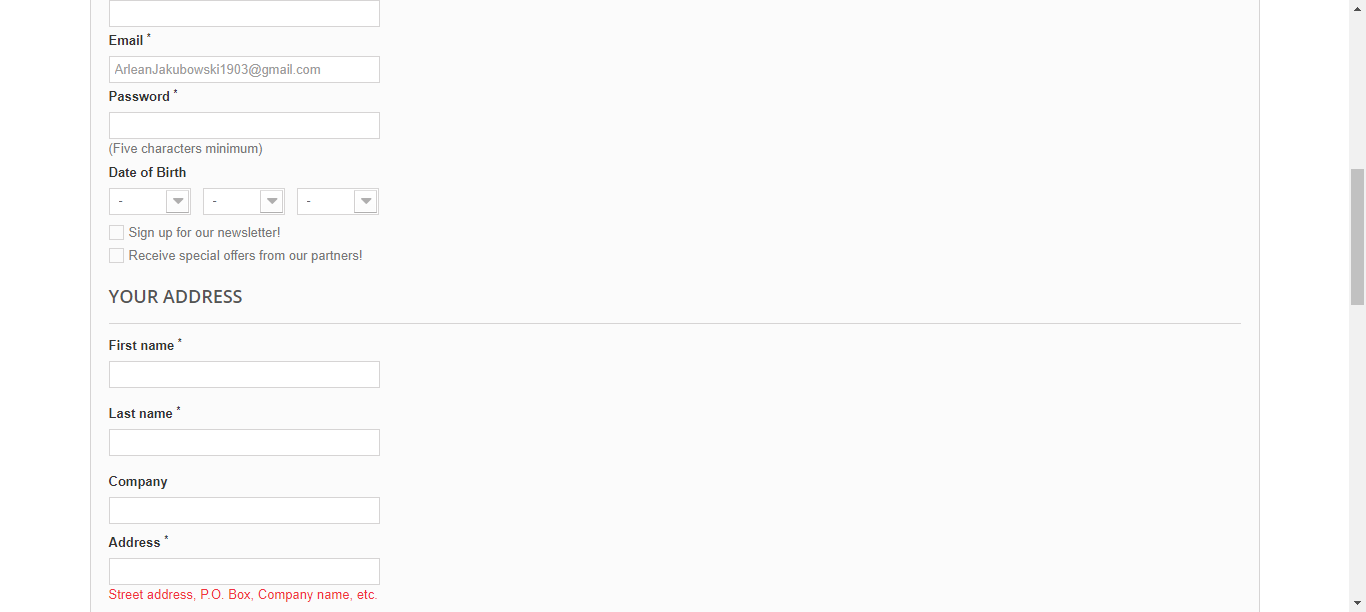 Email *
ArleanJakubowski1903@gmail.com
Password *
(Five characters minimum)
Date of Birth
- - -
Sign up for our newsletter!
Receive special offers from our partners!
YOUR ADDRESS
First name *
Last name *
Company
Address *
Street address, P.O. Box, Company name, etc.